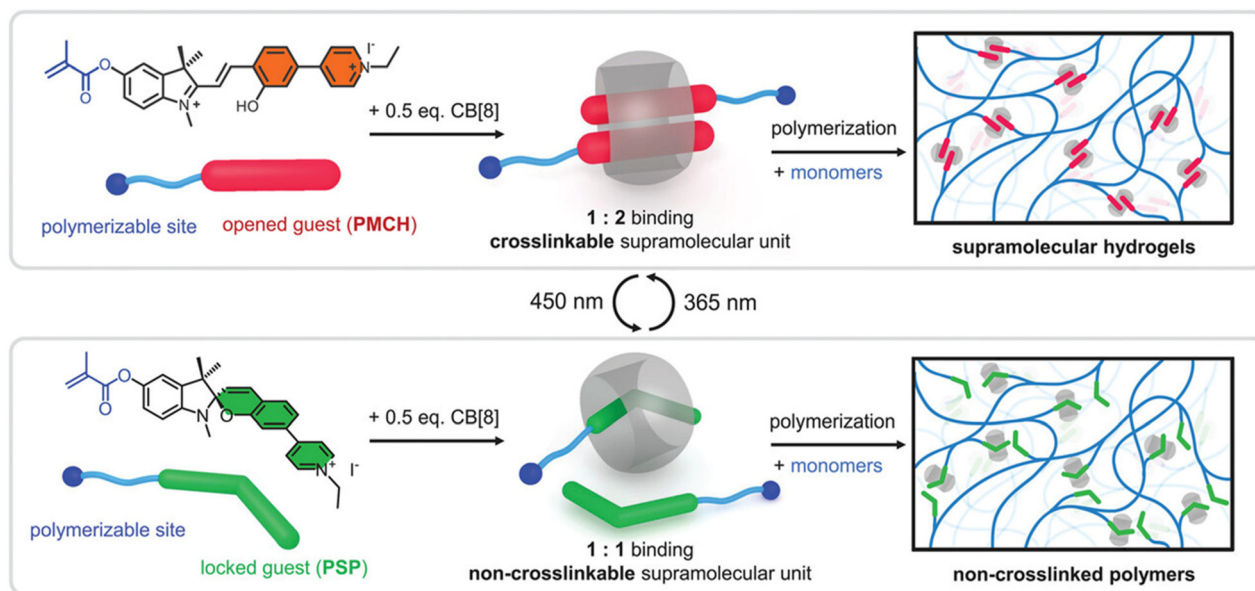 O
O
N
+
HO
N
+
I-
+ 0.5 eq. CB[8]
polymerizable site
opened guest (PMCH)
1 : 2 binding
crosslinkable supramolecular unit
polymerization
+ monomers
supramolecular hydrogels
450 nm
365 nm
O
O
N
O
N
+
I-
+ 0.5 eq. CB[8]
polymerizable site
locked guest (PSP)
1 : 1 binding
non-crosslinkable supramolecular unit
polymerization
+ monomers
non-crosslinked polymers